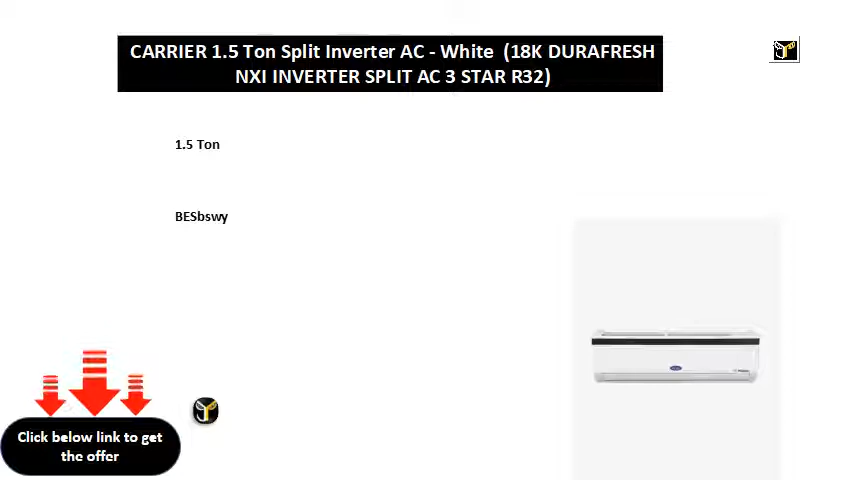 CARRIER 1.5 Ton Split Inverter AC - White (18K DURAFRESH
NXI INVERTER SPLIT AC 3 STAR R32)
1.5 Ton
BESbswy
Click below link to get
the offer